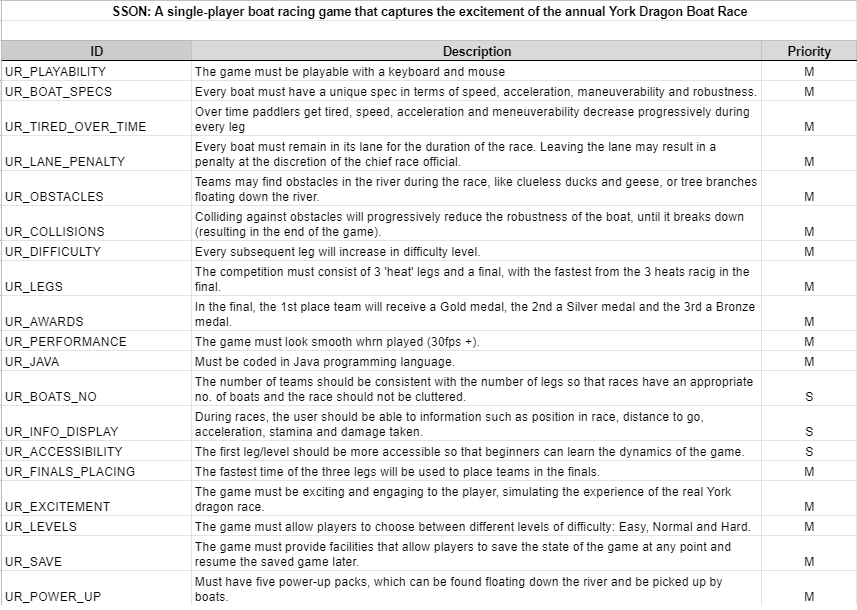 SSON: A single-player boat racing game that captures the excitement of the annual York Dragon Boat Race
ID Description Priority
UR_PLAYABILITY The game must be playable with a keyboard and mouse M
UR_BOAT_SPECS Every boat must have a unique spec in terms of speed, acceleration, maneuverability and robustness. M
Over time paddlers get tired, speed, acceleration and meneuverability decrease progressively during
UR_TIRED_OVER_TIME every leg M
Every boat must remain in its lane for the duration of the race. Leaving the lane may result in a
UR_LANE_PENALTY penalty at the discretion of the chief race official. M
Teams may find obstacles in the river during the race, like clueless ducks and geese, or tree branches
UR_OBSTACLES floating down the river. M
Colliding against obstacles will progressively reduce the robustness of the boat, until it breaks down
UR_COLLISIONS (resulting in the end of the game). M
UR_DIFFICULTY Every subsequent leg will increase in difficulty level. M
The competition must consist of 3 'heat' legs and a final, with the fastest from the 3 heats racig in the
UR_LEGS final. M
In the final, the 1st place team will receive a Gold medal, the 2nd a Silver medal and the 3rd a Bronze
UR_AWARDS medal. M
UR_PERFORMANCE The game must look smooth whrn played (30fps +). M
UR_JAVA Must be coded in Java programming language. M
The number of teams should be consistent with the number of legs so that races have an appropriate
UR_BOATS_NO no. of boats and the race should not be cluttered. S
During races, the user should be able to information such as position in race, distance to go,
UR_INFO_DISPLAY acceleration, stamina and damage taken. S
UR_ACCESSIBILITY The first leg/level should be more accessible so that beginners can learn the dynamics of the game. S
UR_FINALS_PLACING The fastest time of the three legs will be used to place teams in the finals. M
The game must be exciting and engaging to the player, simulating the experience of the real York
UR_EXCITEMENT dragon race. M
UR_LEVELS The game must allow players to choose between different levels of difficulty: Easy, Normal and Hard. M
The game must provide facilities that allow players to save the state of the game at any point and
UR_SAVE resume the saved game later. M
Must have five power-up packs, which can be found floating down the river and be picked up by
UR_POWER_UP boats. M